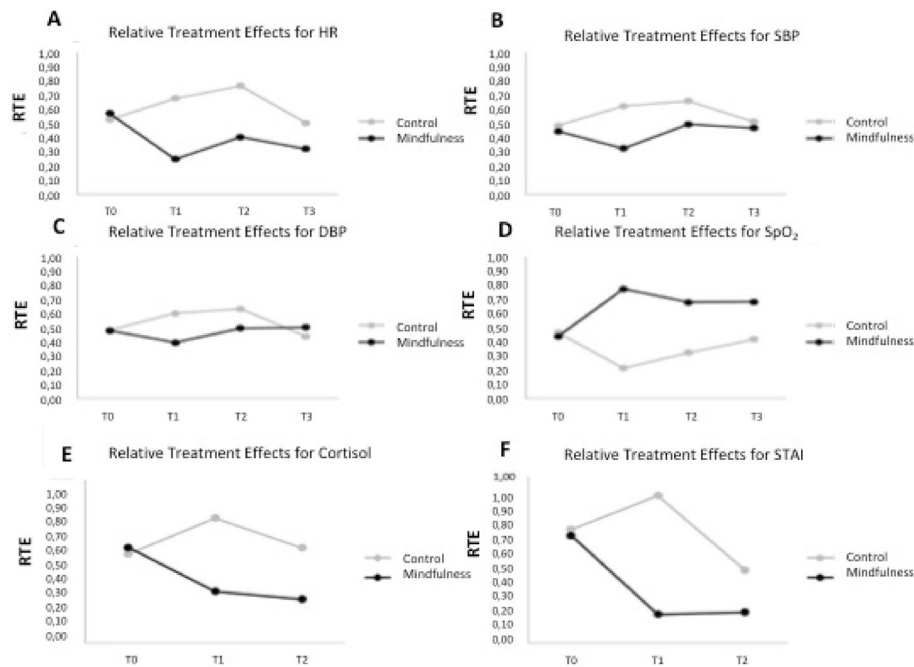 A
Relative Treatment Effects for HR
1,00
0,90
0,80
0,70
0,60
0,50
0,40
0,30
0,20
0,10
0,00
RTE
T0 T1 T2 T3
Control
Mindfulness
B
Relative Treatment Effects for SBP
1,00
0,90
0,80
0,70
0,60
0,50
0,40
0,30
0,20
0,10
0,00
RTE
T0 T1 T2 T3
Control
Mindfulness
C
Relative Treatment Effects for DBP
1,00
0,90
0,80
0,70
0,60
0,50
0,40
0,30
0,20
0,10
0,00
RTE
T0 T1 T2 T3
Control
Mindfulness
D
Relative Treatment Effects for SpO₂
1,00
0,90
0,80
0,70
0,60
0,50
0,40
0,30
0,20
0,10
0,00
RTE
T0 T1 T2 T3
Control
Mindfulness
E
Relative Treatment Effects for Cortisol
1,00
0,90
0,80
0,70
0,60
0,50
0,40
0,30
0,20
0,10
0,00
RTE
T0 T1 T2
Control
Mindfulness
F
Relative Treatment Effects for STAI
1,00
1,00
0,90
0,80
0,70
0,60
0,50
0,40
0,30
0,20
0,10
0,00
RTE
T0 T1 T2
Control
Mindfulness